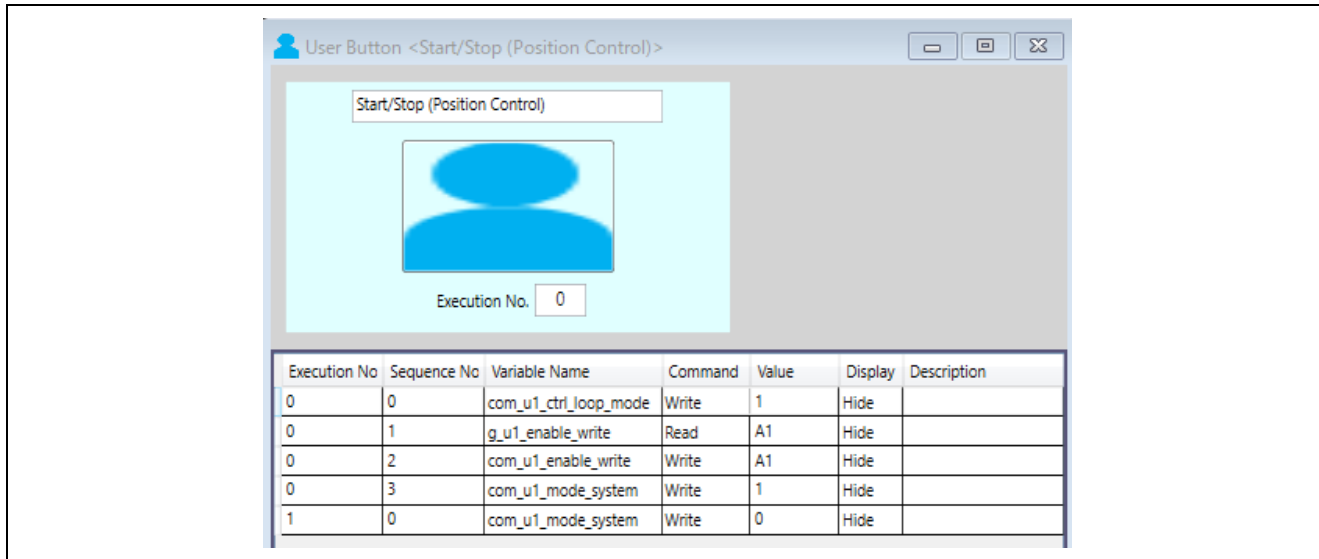 User Button <Start/Stop (Position Control)>
Start/Stop (Position Control)
Execution No. 0
Execution No Sequence No Variable Name Command Value Display Description
0 0 com_u1_ctrl_loop_mode Write 1 Hide
0 1 g_u1_enable_write Read A1 Hide
0 2 com_u1_enable_write Write A1 Hide
0 3 com_u1_mode_system Write 1 Hide
1 0 com_u1_mode_system Write 0 Hide